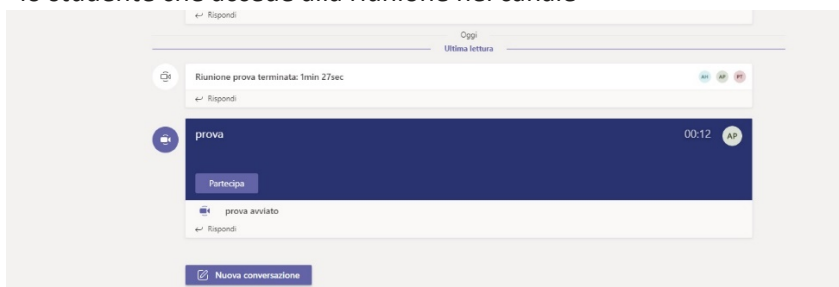 lo studente che accede alla riunione nel canale
Rispondi
Oggi
Ultima lettura
Riunione prova terminata: 1min 27sec
AH AP PT
Rispondi
prova
00:12 AP
Partecipa
prova avviato
Rispondi
Nuova conversazione